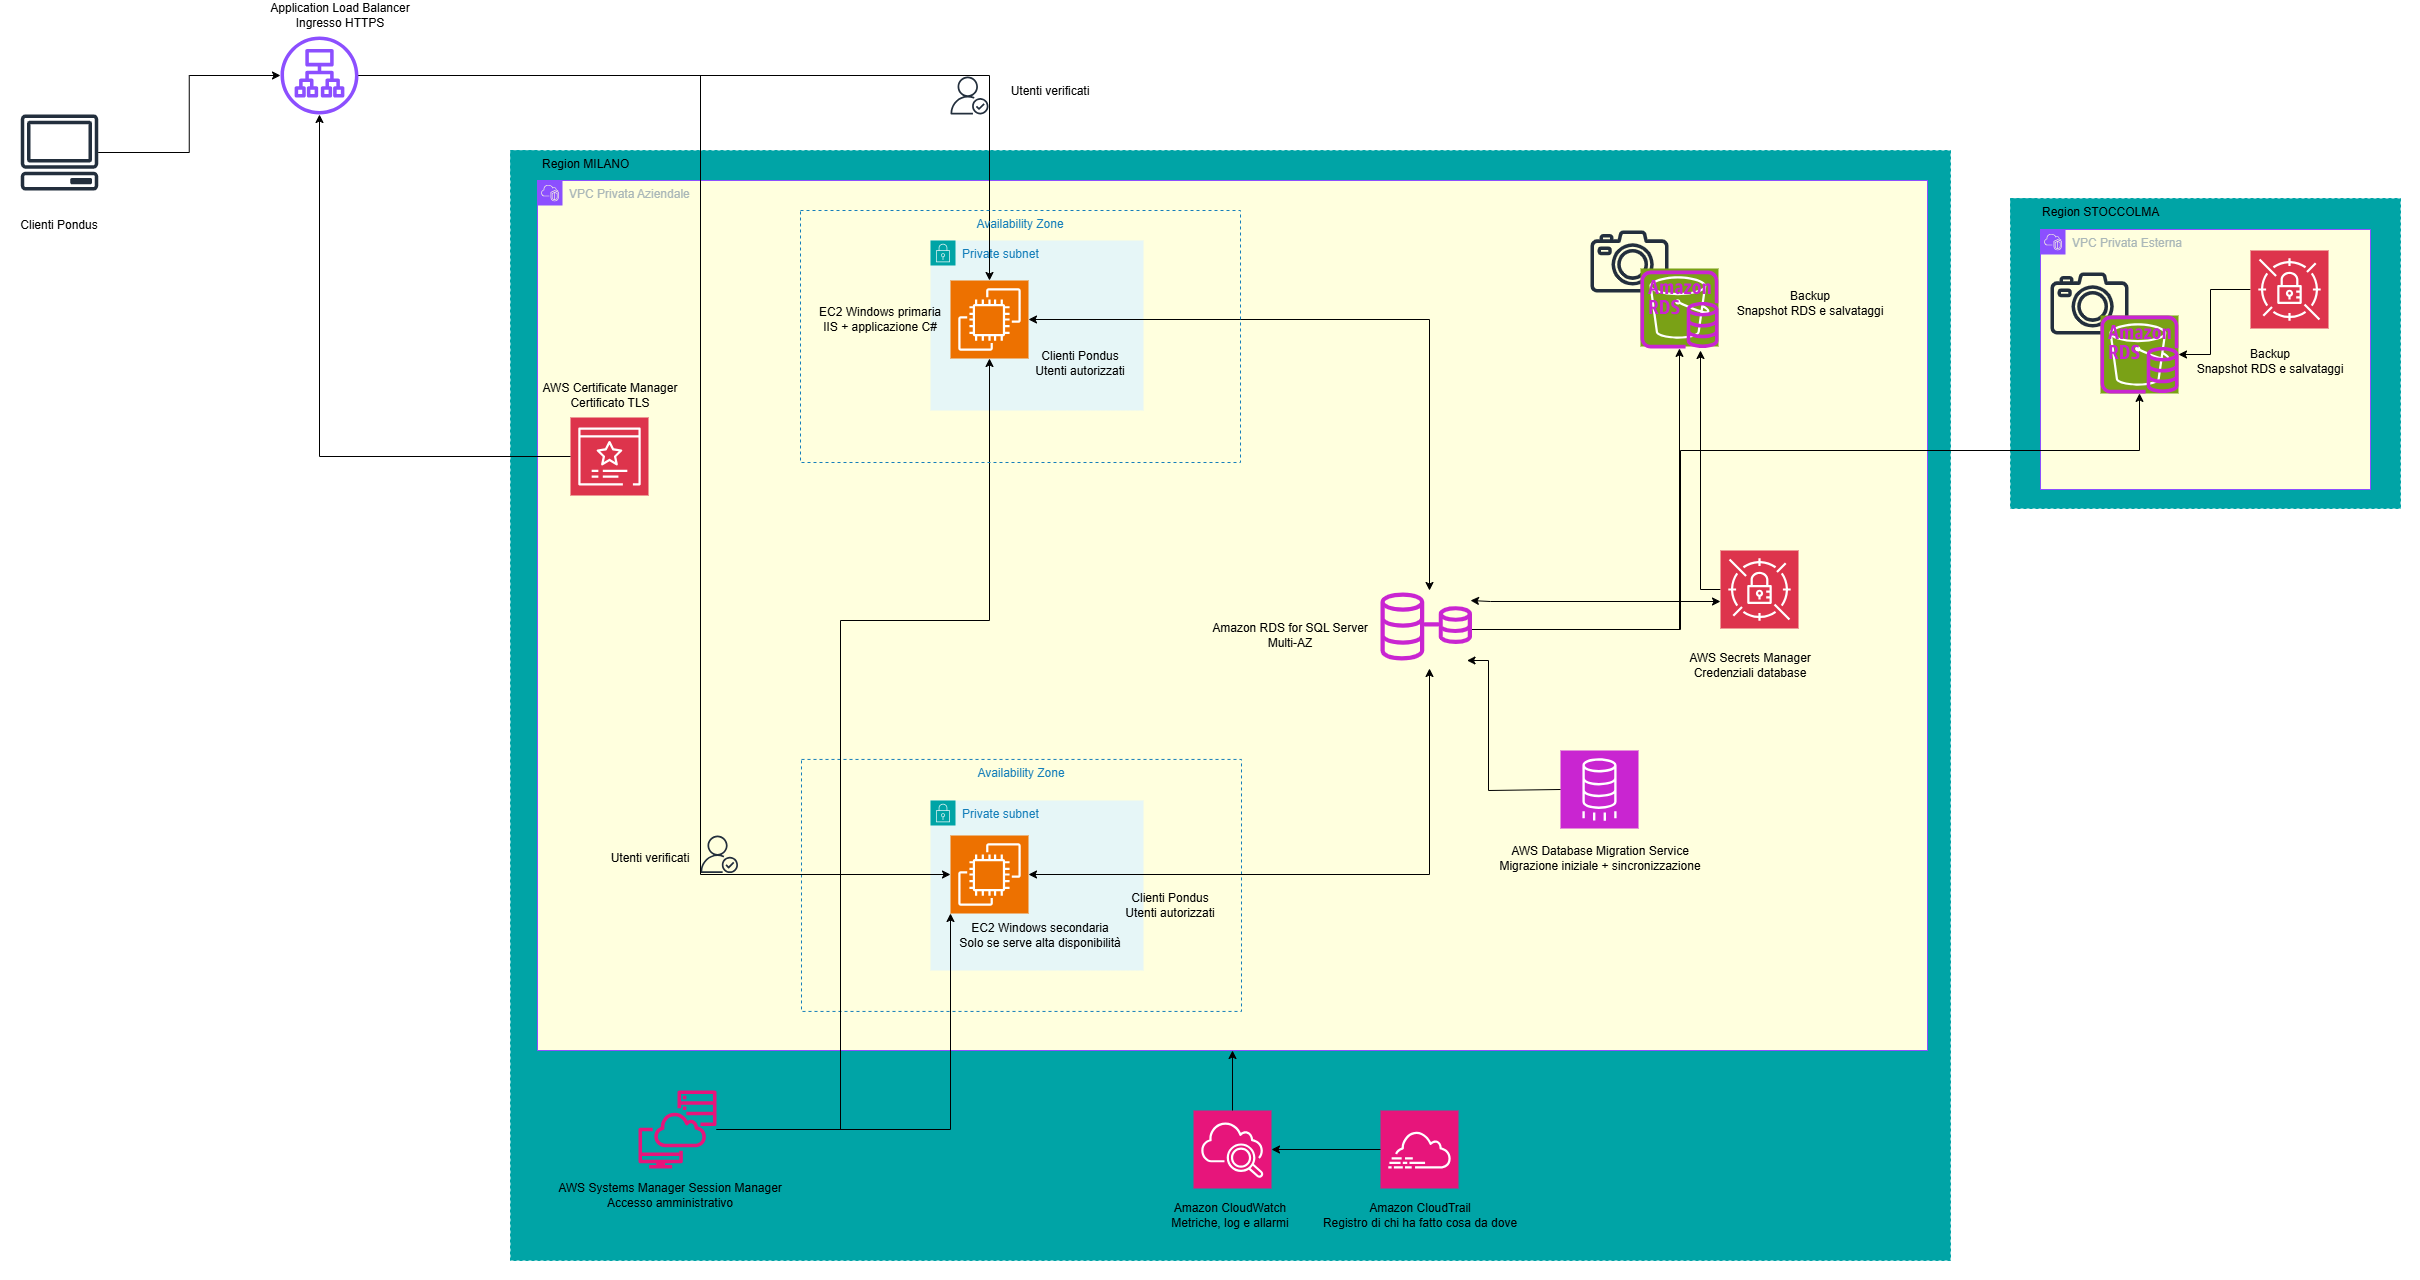 Application Load Balancer
Ingresso HTTPS
Utenti verificati
Clienti Pondus
Region MILANO
VPC Privata Aziendale
Availability Zone
Private subnet
EC2 Windows primaria
IIS + applicazione C#
Clienti Pondus
Utenti autorizzati
Amazon
RDS
Backup
Snapshot RDS e salvataggi
Region STOCCOLMA
VPC Privata Esterna
Amazon
RDS
Backup
Snapshot RDS e salvataggi
AWS Certificate Manager
Certificato TLS
Amazon RDS for SQL Server
Multi-AZ
AWS Secrets Manager
Credenziali database
Availability Zone
Private subnet
Utenti verificati
Clienti Pondus
Utenti autorizzati
EC2 Windows secondaria
Solo se serve alta disponibilità
AWS Database Migration Service
Migrazione iniziale + sincronizzazione
AWS Systems Manager Session Manager
Accesso amministrativo
Amazon CloudWatch
Metriche, log e allarmi
Amazon CloudTrail
Registro di chi ha fatto cosa da dove